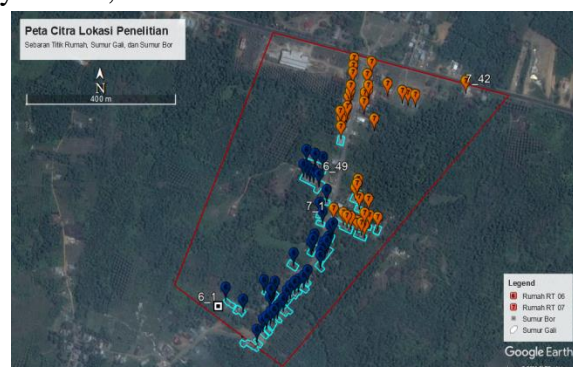 Peta Citra Lokasi Penelitian
Sebaran Titik Rumah, Sumur Gali, dan Sumur Bor
N
400 m
7_42
6_49
7_1
6_1
Legend
Rumah RT 06
Rumah RT 07
Sumur Bor
Sumur Gali
Google Earth